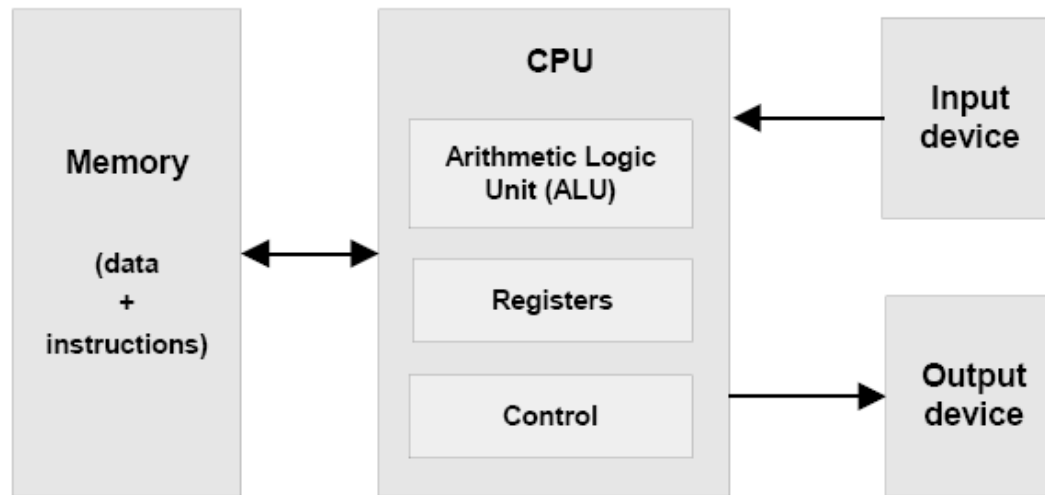 Memory
(data
+
instructions)
CPU
Arithmetic Logic
Unit (ALU)
Registers
Control
Input
device
Output
device